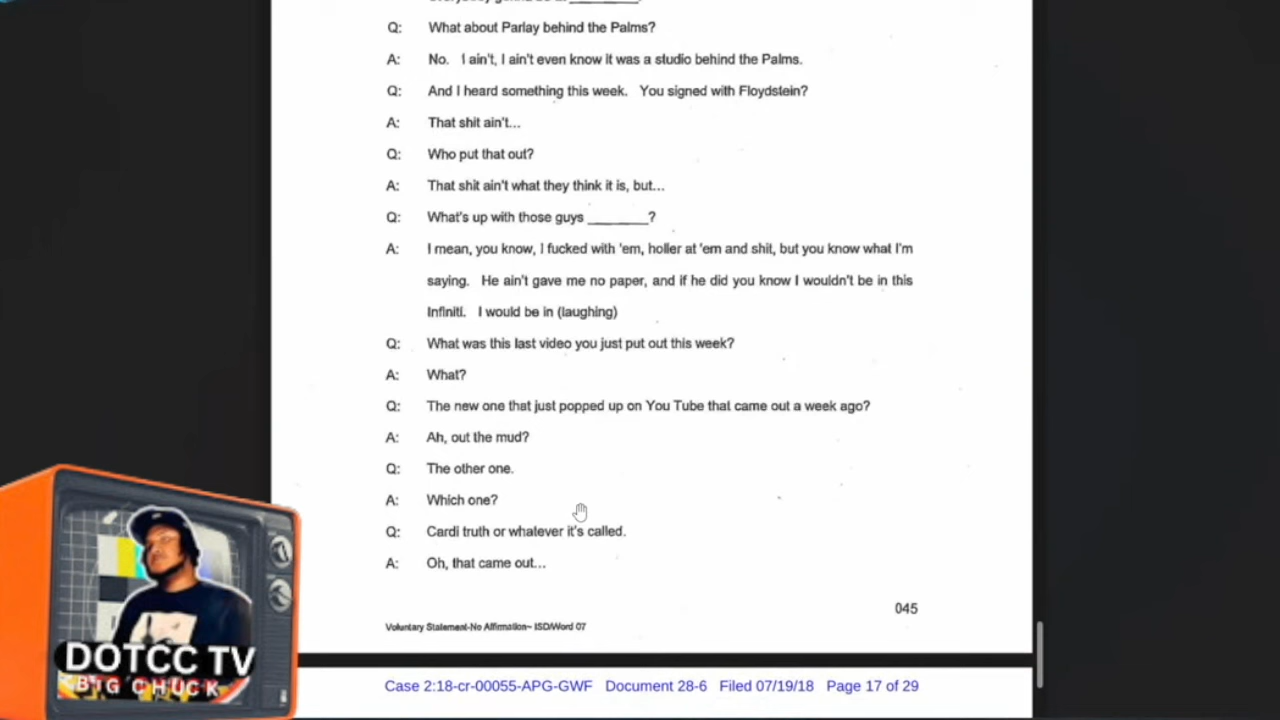 Q: What about Parlay behind the Palms?
A: No. I ain't, I ain't even know it was a studio behind the Palms.
Q: And I heard something this week. You signed with Floydstein?
A: That shit ain't...
Q: Who put that out?
A: That shit ain't what they think it is, but...
Q: What's up with those guys ________?
A: I mean, you know, I fucked with 'em, holler at 'em and shit, but you know what I'm
saying. He ain't gave me no paper, and if he did you know I wouldn't be in this
Infiniti. I would be in (laughing)
Q: What was this last video you just put out this week?
A: What?
Q: The new one that just popped up on You Tube that came out a week ago?
A: Ah, out the mud?
Q: The other one.
A: Which one?
Q: Cardi truth or whatever it's called.
A: Oh, that came out...
045
Voluntary Statement-No Affirmation~ ISD/Word 07
Case 2:18-cr-00055-APG-GWF Document 28-6 Filed 07/19/18 Page 17 of 29
DOTCC TV
BIG CHUCK